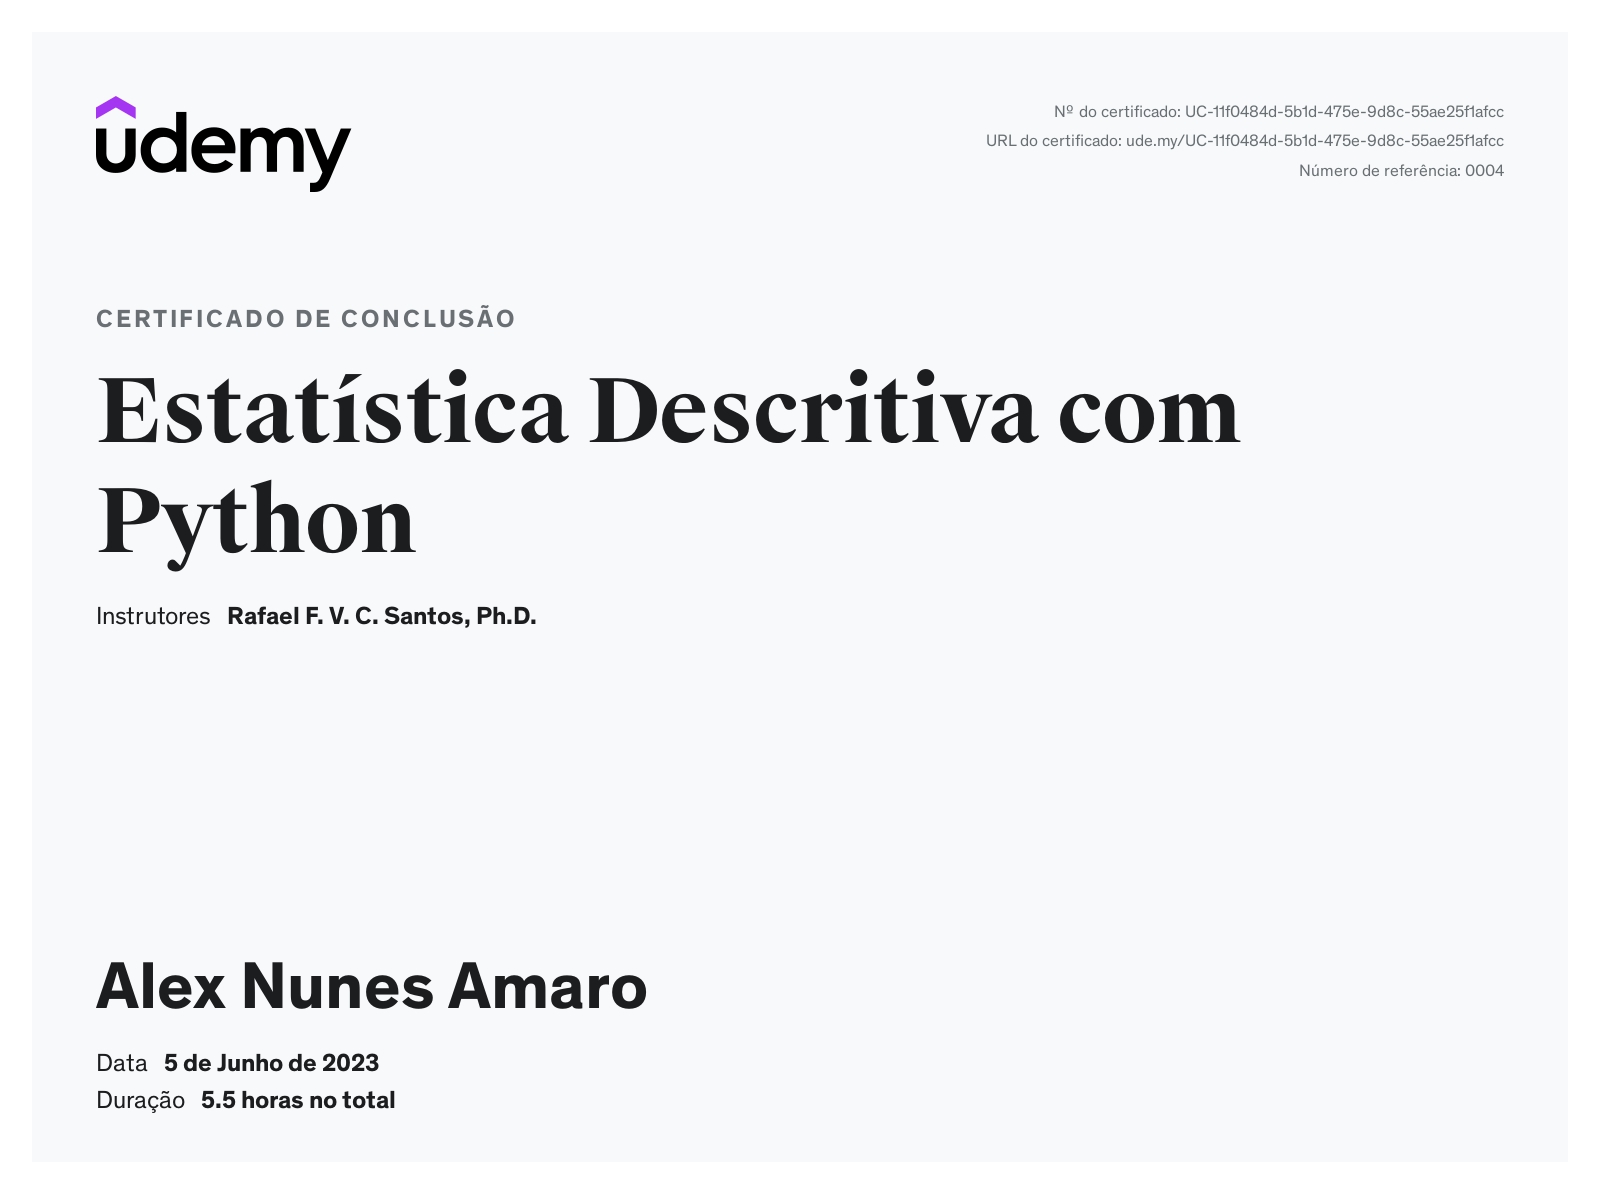 udemy
Nº do certificado: UC-11f0484d-5b1d-475e-9d8c-55ae25f1afcc
URL do certificado: ude.my/UC-11f0484d-5b1d-475e-9d8c-55ae25f1afcc
Número de referência: 0004
CERTIFICADO DE CONCLUSÃO
Estatística Descritiva com
Python
Instrutores Rafael F. V. C. Santos, Ph.D.
Alex Nunes Amaro
Data 5 de Junho de 2023
Duração 5.5 horas no total